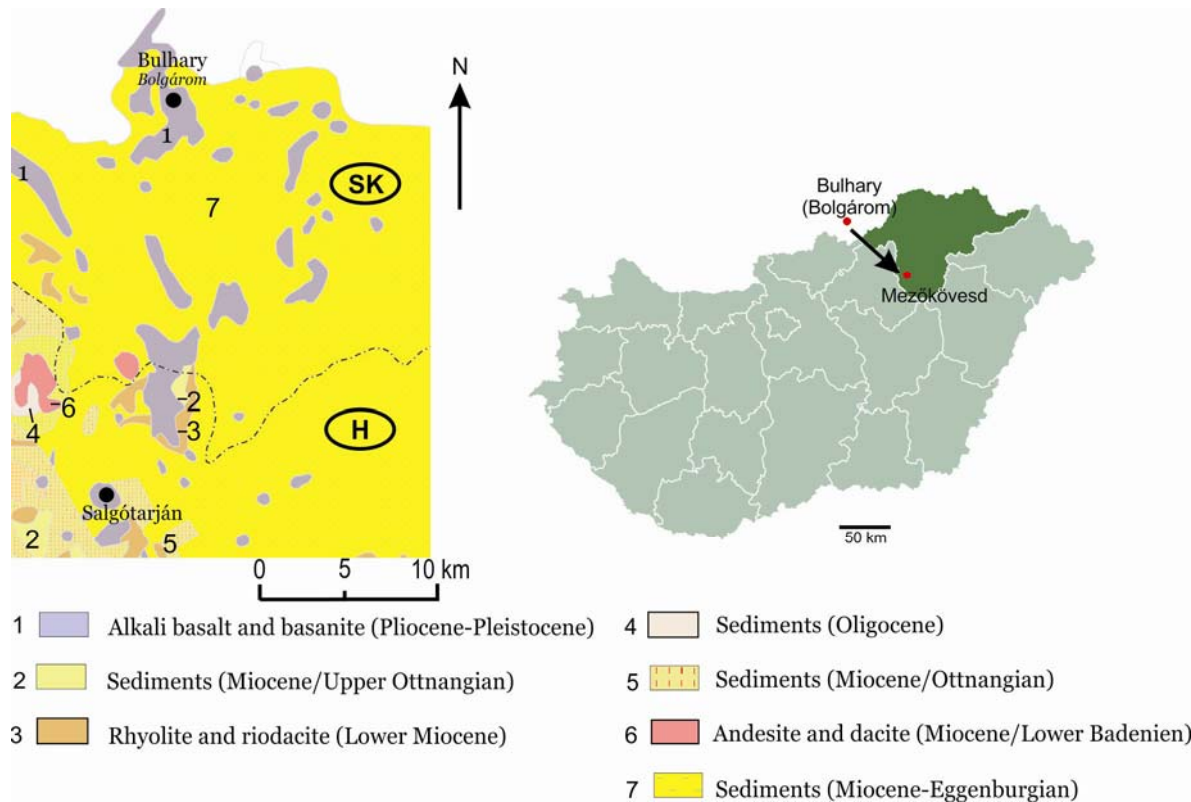 Bulhary
Bolgárom
1
N
1
SK
7
2
3
6
4
H
Salgótarján
2
5
0 5 10 km
Bulhary
(Bolgárom)
Mezőkövesd
50 km
1 Alkali basalt and basanite (Pliocene-Pleistocene)
2 Sediments (Miocene/Upper Ottnangian)
3 Rhyolite and riodacite (Lower Miocene)
4 Sediments (Oligocene)
5 Sediments (Miocene/Ottnangian)
6 Andesite and dacite (Miocene/Lower Badenien)
7 Sediments (Miocene-Eggenburgian)